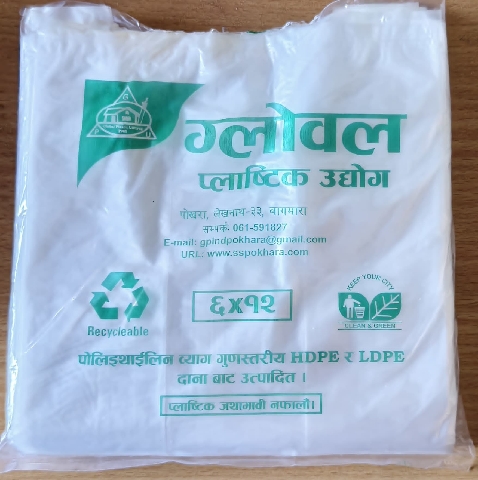 ग्लोवल
प्लाष्टिक उद्योग
पोखरा, लेखनाथ-२३, बागमारा
सम्पर्क: 061-591827
E-mail: gpindpokhara@gmail.com
URL: www.sspokhara.com
Recycleable
६x१२
KEEP YOUR CITY
CLEAN & GREEN
पोलिइथाईलिन व्याग गुणस्तरीय HDPE र LDPE
दाना बाट उत्पादित ।
प्लाष्टिक जथाभावी नफालौं।